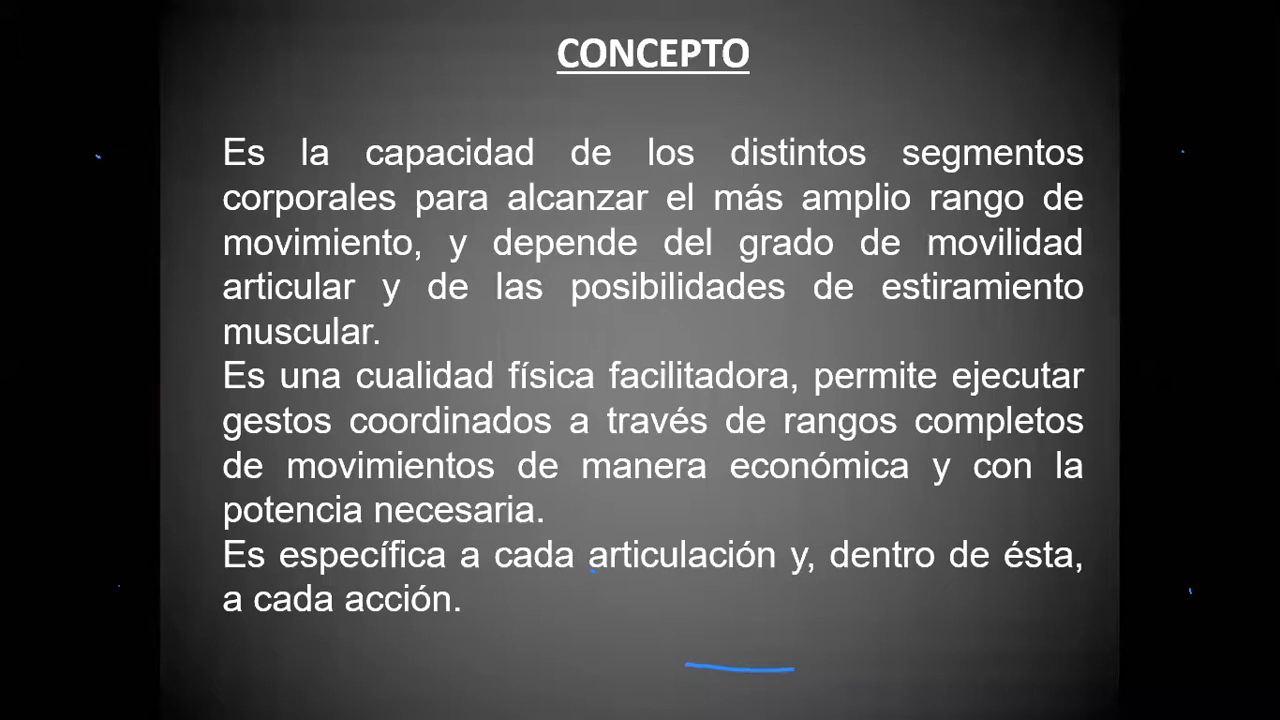 CONCEPTO
Es la capacidad de los distintos segmentos
corporales para alcanzar el más amplio rango de
movimiento, y depende del grado de movilidad
articular y de las posibilidades de estiramiento
muscular.
Es una cualidad física facilitadora, permite ejecutar
gestos coordinados a través de rangos completos
de movimientos de manera económica y con la
potencia necesaria.
Es específica a cada articulación y, dentro de ésta,
a cada acción.